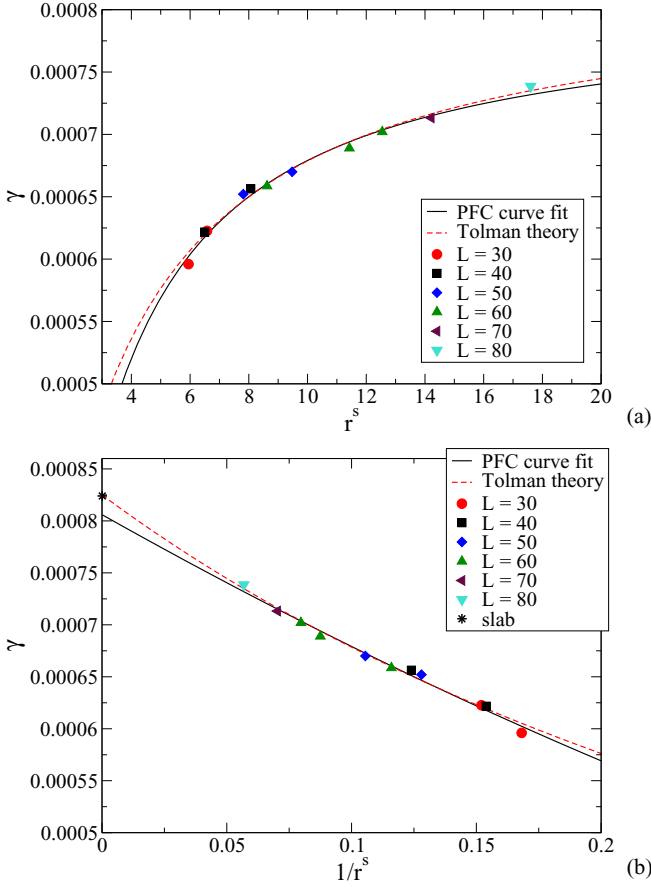 0.0008
0.0007
γ
0.00065
0.0006
0.00055
0.0005
4 6 8 10 12 14 16 18 20
r^s
PFC curve fit
Tolman theory
L = 30
L = 40
L = 50
L = 60
L = 70
L = 80
(a)
0.00085
0.0008
0.00075
0.0007
γ
0.00065
0.0006
0.00055
0.0005
0 0.05 0.1 0.15 0.2
1/r^s
PFC curve fit
Tolman theory
L = 30
L = 40
L = 50
L = 60
L = 70
L = 80
slab
(b)